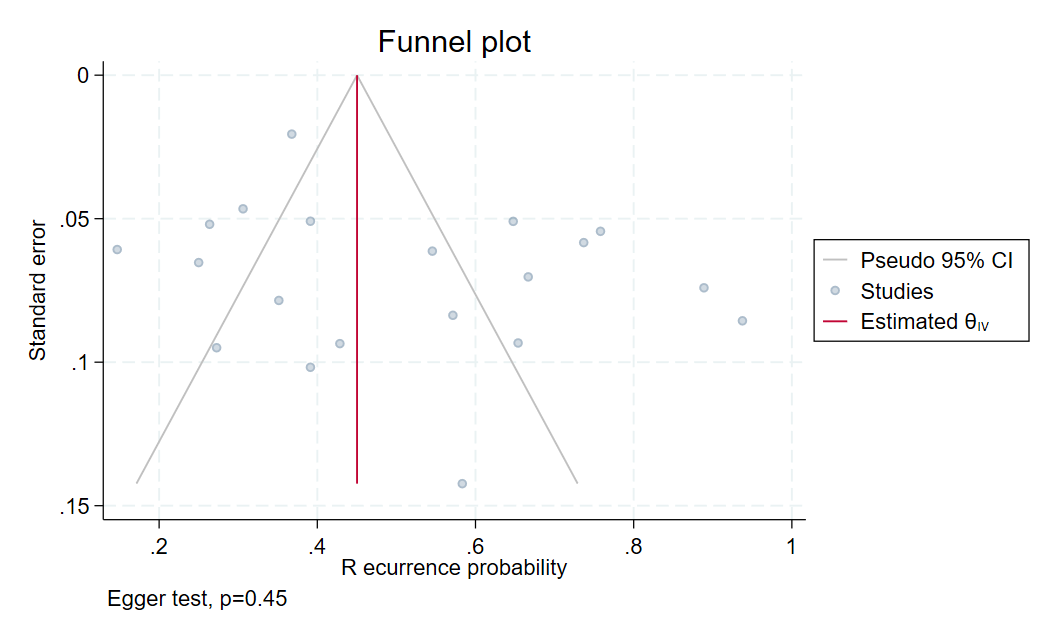 Funnel plot
0
.05
.1
.15
Standard error
.2
.4
.6
.8
1
R ecurrence probability
Pseudo 95% CI
Studies
Estimated θIV
Egger test, p=0.45